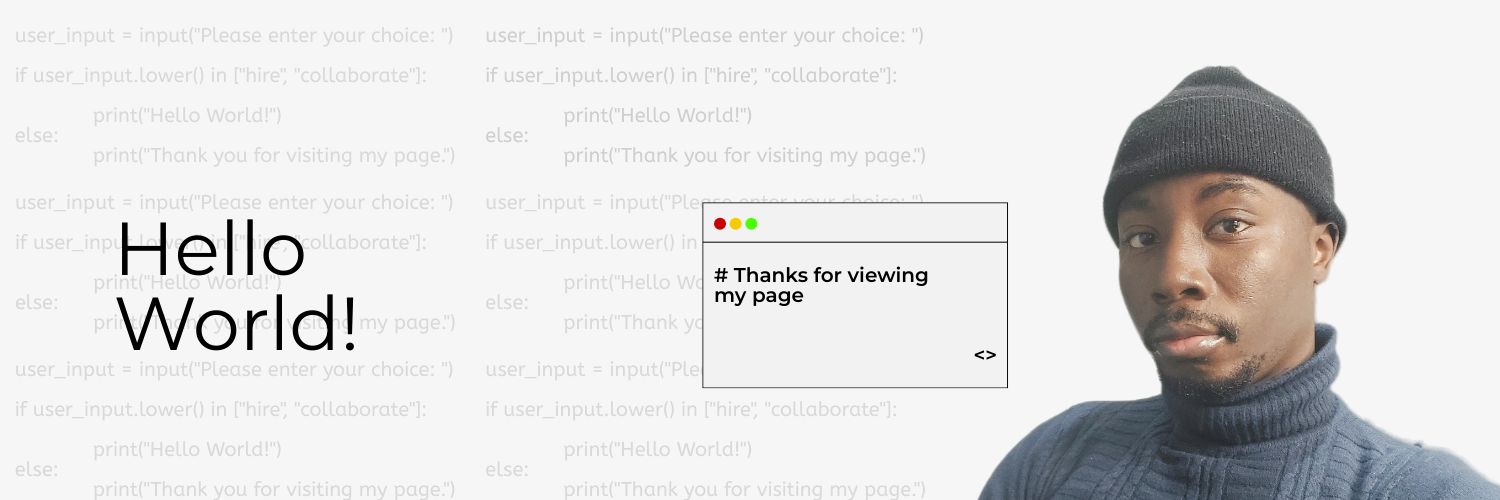 user_input = input("Please enter your choice: ")
if user_input.lower() in ["hire", "collaborate"]:
print("Hello World!")
else:
print("Thank you for visiting my page.")
user_input = input("Please enter your choice: ")
if user_input.lower() in ["hire", "collaborate"]:
print("Hello World!")
else:
print("Thank you for visiting my page.")
user_input = input("Please enter your choice: ")
if user_input.lower() in ["hire", "collaborate"]:
print("Hello World!")
else:
print("Thank you for visiting my page.")
Hello
World!
user_input = input("Please enter your choice: ")
if user_input.lower() in ["hire", "collaborate"]:
print("Hello World!")
else:
print("Thank you for visiting my page.")
user_input = input("Please enter your choice: ")
if user_input.lower() in
print("Hello
else:
print("Thank
user_input = input(
if user_input.lower() in ["hire", "collaborate"]:
print("Hello World!")
else:
print("Thank you for visiting my page.")
# Thanks for viewing
my page
<>